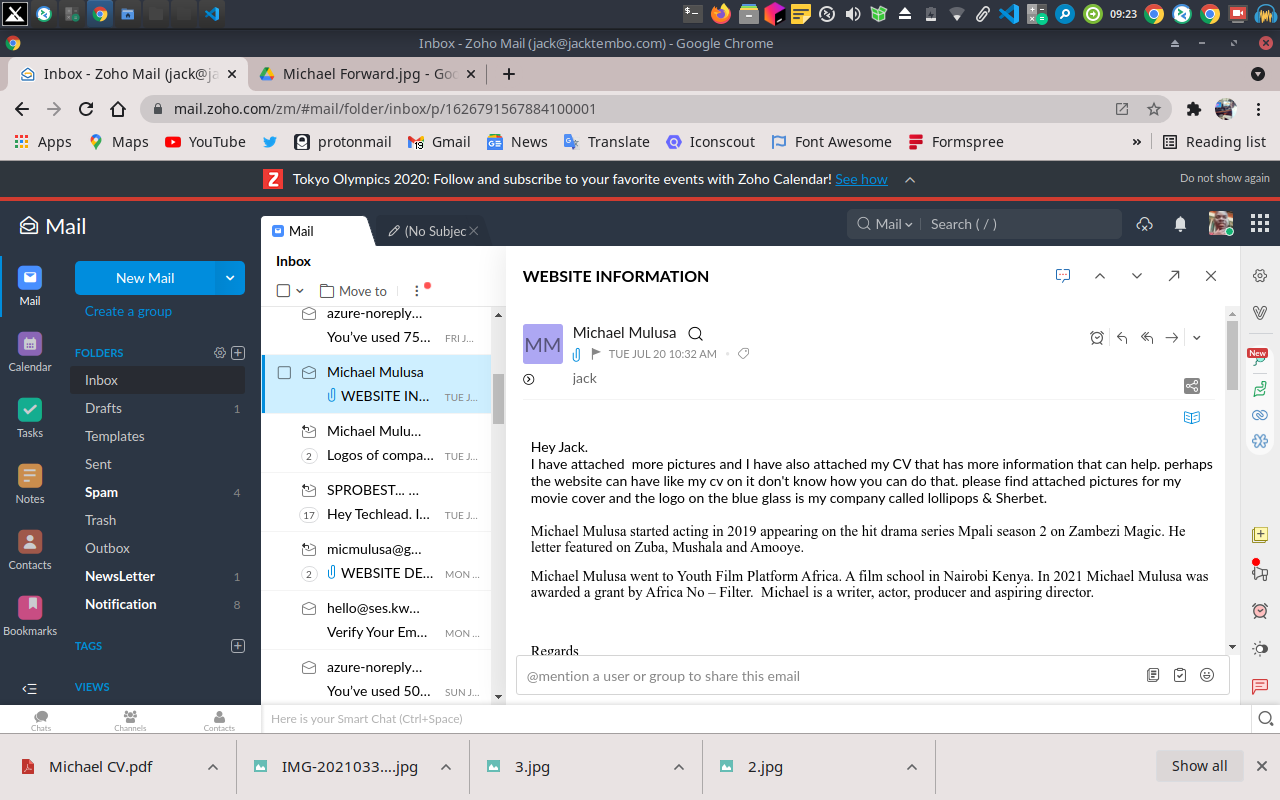 09:23
Inbox - Zoho Mail (jack@jacktembo.com) - Google Chrome
Inbox - Zoho Mail (jack@ja
Michael Forward.jpg - Goo
mail.zoho.com/zm/#mail/folder/inbox/p/1626791567884100001
Apps Maps YouTube protonmail Gmail News Translate Iconscout Font Awesome Formspree » Reading list
Tokyo Olympics 2020: Follow and subscribe to your favorite events with Zoho Calendar! See how
Do not show again
Mail
Mail
(No Subjec
Mail
Search ( / )
Mail
Calendar
Tasks
Notes
Contacts
Bookmarks
New Mail
Create a group
FOLDERS
Inbox
Drafts 1
Templates
Sent
Spam 4
Trash
Outbox
NewsLetter 1
Notification 8
TAGS
VIEWS
Inbox
Move to
azure-noreply...
You've used 75... FRI J...
Michael Mulusa
WEBSITE IN... TUE J...
Michael Mulu...
2 Logos of compa... TUE J...
SPROBEST... ...
17 Hey Techlead. I... TUE J...
micmulusa@g...
2 WEBSITE DE... MON ...
hello@ses.kw...
Verify Your Em... MON ...
azure-noreply...
You've used 50... SUN J...
WEBSITE INFORMATION
MM
Michael Mulusa
TUE JUL 20 10:32 AM
jack
Hey Jack.
I have attached  more pictures and I have also attached my CV that has more information that can help. perhaps
the website can have like my cv on it don't know how you can do that. please find attached pictures for my
movie cover and the logo on the blue glass is my company called lollipops & Sherbet.
Michael Mulusa started acting in 2019 appearing on the hit drama series Mpali season 2 on Zambezi Magic. He
letter featured on Zuba, Mushala and Amooye.
Michael Mulusa went to Youth Film Platform Africa. A film school in Nairobi Kenya. In 2021 Michael Mulusa was
awarded a grant by Africa No – Filter.  Michael is a writer, actor, producer and aspiring director.
Regards
@mention a user or group to share this email
New
Chats
Channels
Contacts
Here is your Smart Chat (Ctrl+Space)
Michael CV.pdf
IMG-2021033....jpg
3.jpg
2.jpg
Show all